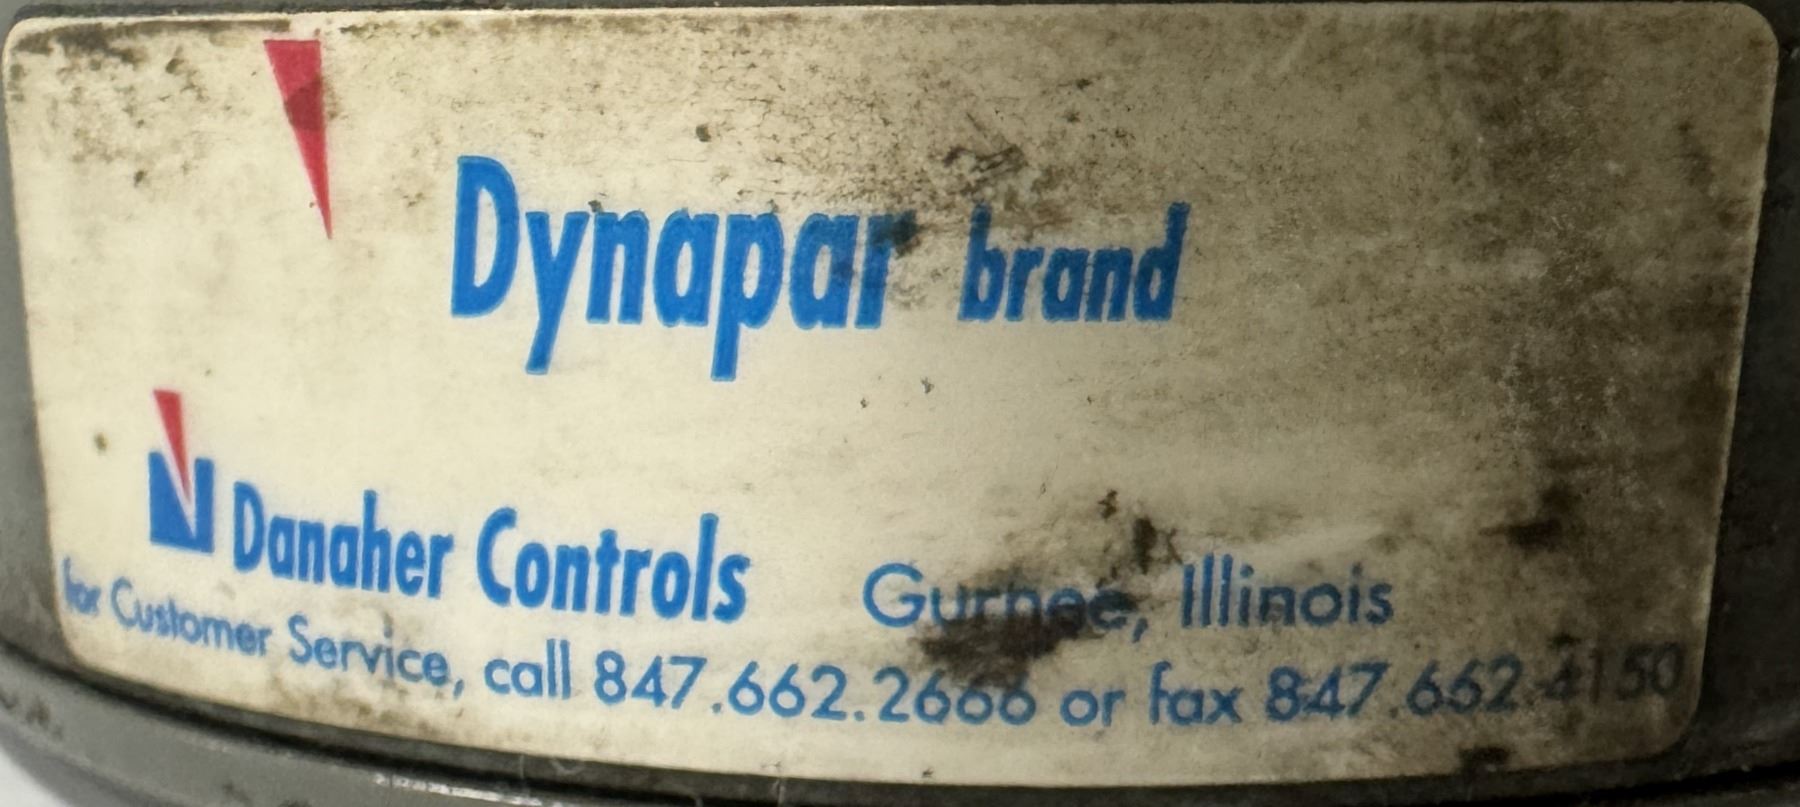 Dynapar brand
Danaher Controls Gurnee, Illinois
for Customer Service, call 847.662.2666 or fax 847.662.4150